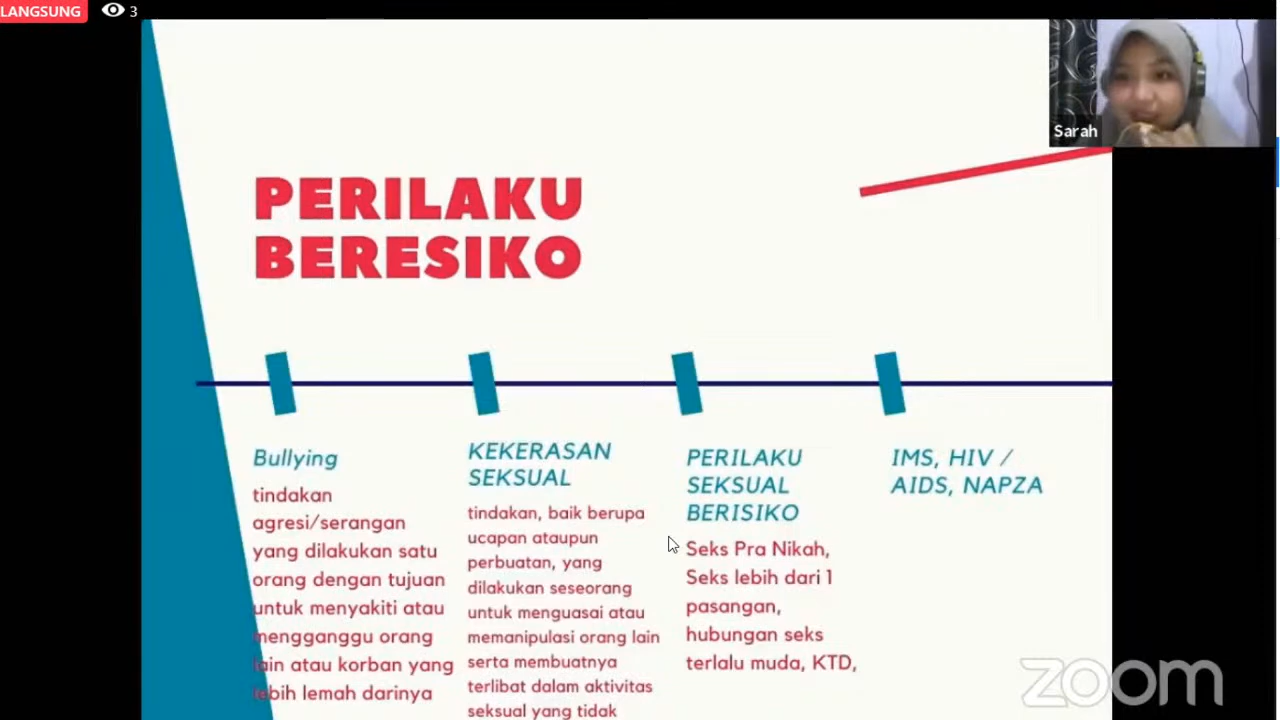 LANGSUNG
3
Sarah
PERILAKU
BERESIKO
Bullying
tindakan
agresi/serangan
yang dilakukan satu
orang dengan tujuan
untuk menyakiti atau
mengganggu orang
lain atau korban yang
lebih lemah darinya
KEKERASAN
SEKSUAL
tindakan, baik berupa
ucapan ataupun
perbuatan, yang
dilakukan seseorang
untuk menguasai atau
memanipulasi orang lain
serta membuatnya
terlibat dalam aktivitas
seksual yang tidak
PERILAKU
SEKSUAL
BERISIKO
Seks Pra Nikah,
Seks lebih dari 1
pasangan,
hubungan seks
terlalu muda, KTD,
IMS, HIV /
AIDS, NAPZA
zoom